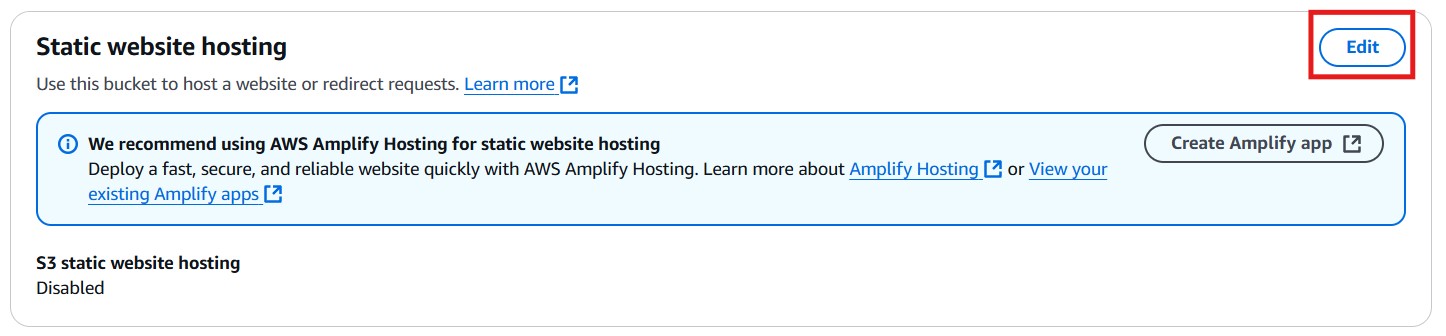 Static website hosting
Edit
Use this bucket to host a website or redirect requests. Learn more
We recommend using AWS Amplify Hosting for static website hosting
Create Amplify app
Deploy a fast, secure, and reliable website quickly with AWS Amplify Hosting. Learn more about Amplify Hosting or View your
existing Amplify apps
S3 static website hosting
Disabled